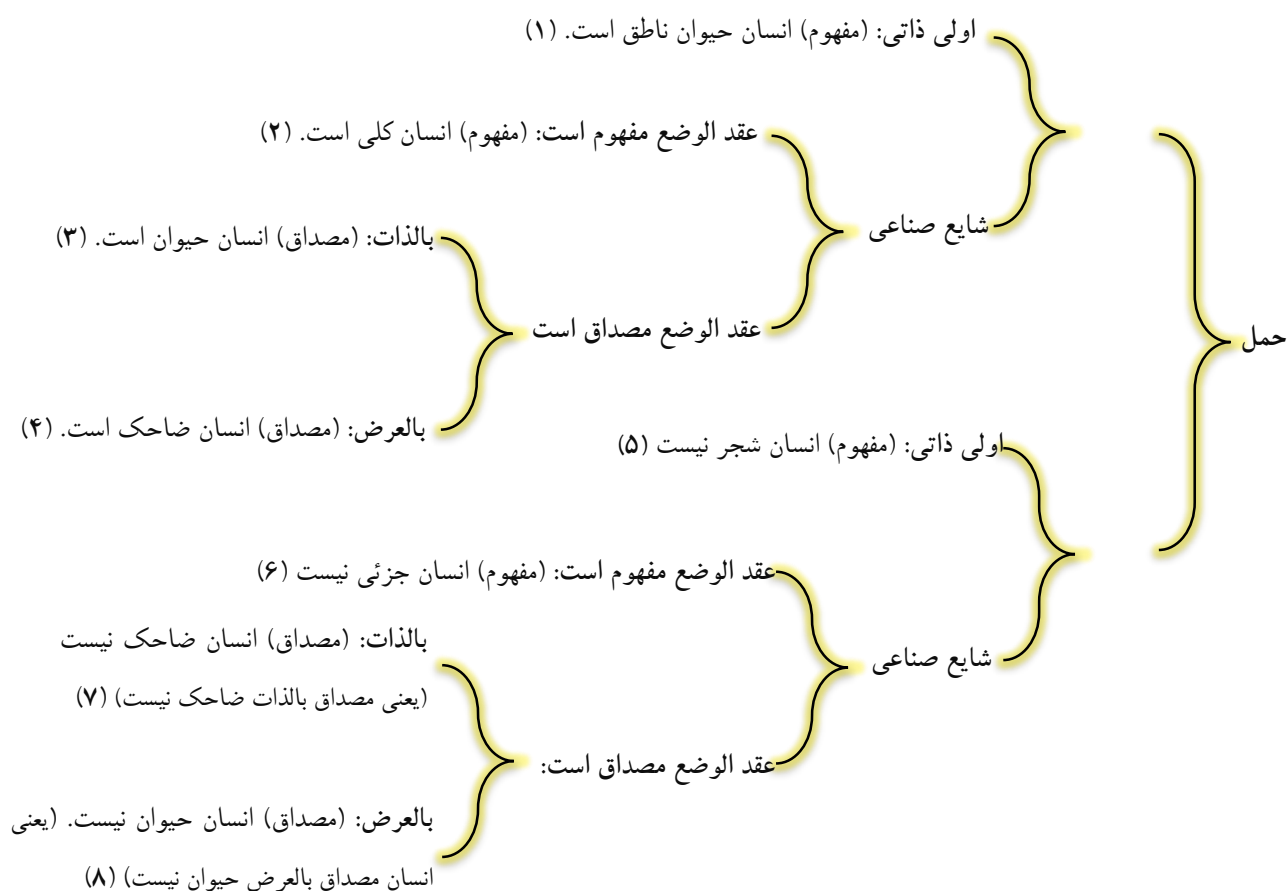 اولی ذاتی: (مفهوم) انسان حیوان ناطق است. (۱)
عقد الوضع مفهوم است: (مفهوم) انسان کلی است. (۲)
شایع صناعی
بالذات: (مصداق) انسان حیوان است. (۳)
عقد الوضع مصداق است
بالعرض: (مصداق) انسان ضاحک است. (۴)
حمل
اولی ذاتی: (مفهوم) انسان شجر نیست (۵)
عقد الوضع مفهوم است: (مفهوم) انسان جزئی نیست (۶)
شایع صناعی
بالذات: (مصداق) انسان ضاحک نیست
(یعنی مصداق بالذات ضاحک نیست) (۷)
عقد الوضع مصداق است:
بالعرض: (مصداق) انسان حیوان نیست. (یعنی
انسان مصداق بالعرض حیوان نیست) (۸)